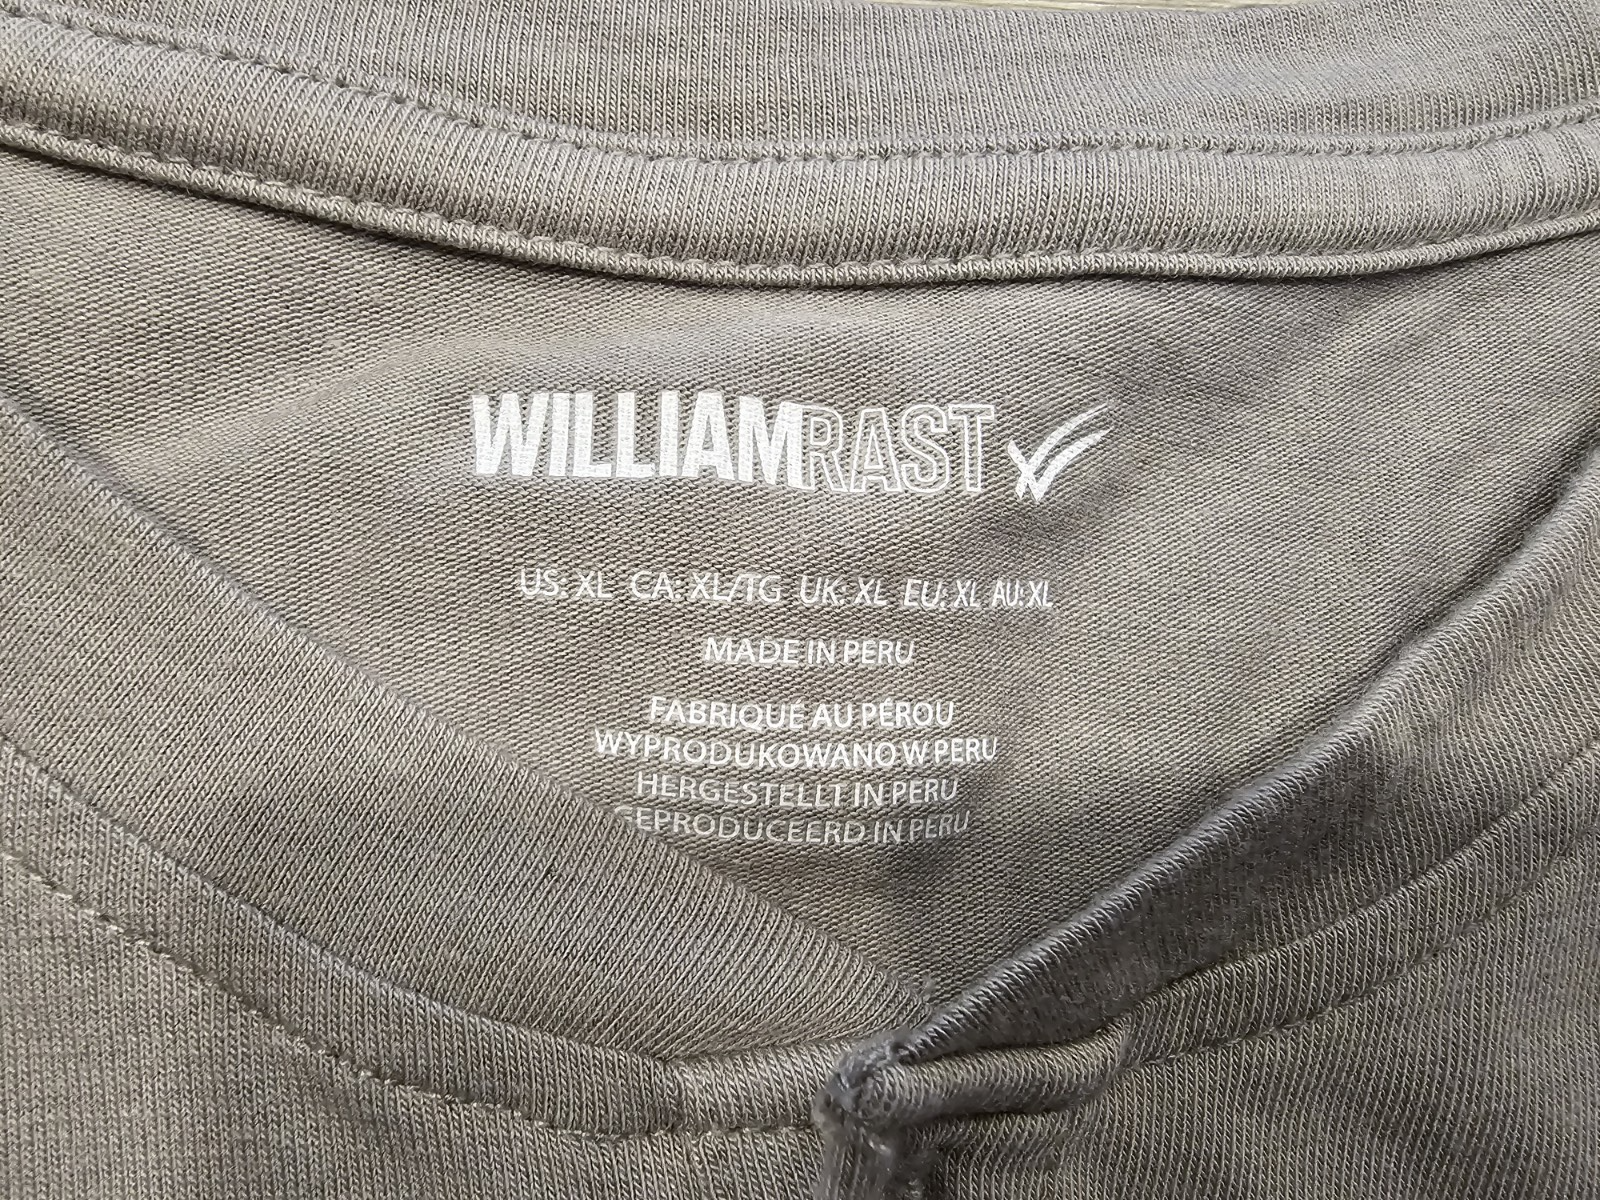 WILLIAMRAST
US: XL CA: XL/TG UK: XL EU: XL AU: XL
MADE IN PERU
FABRIQUE AU PÉROU
WYPRODUKOWANO W PERU
HERGESTELLT IN PERU
GEPRODUCEERD IN PERU